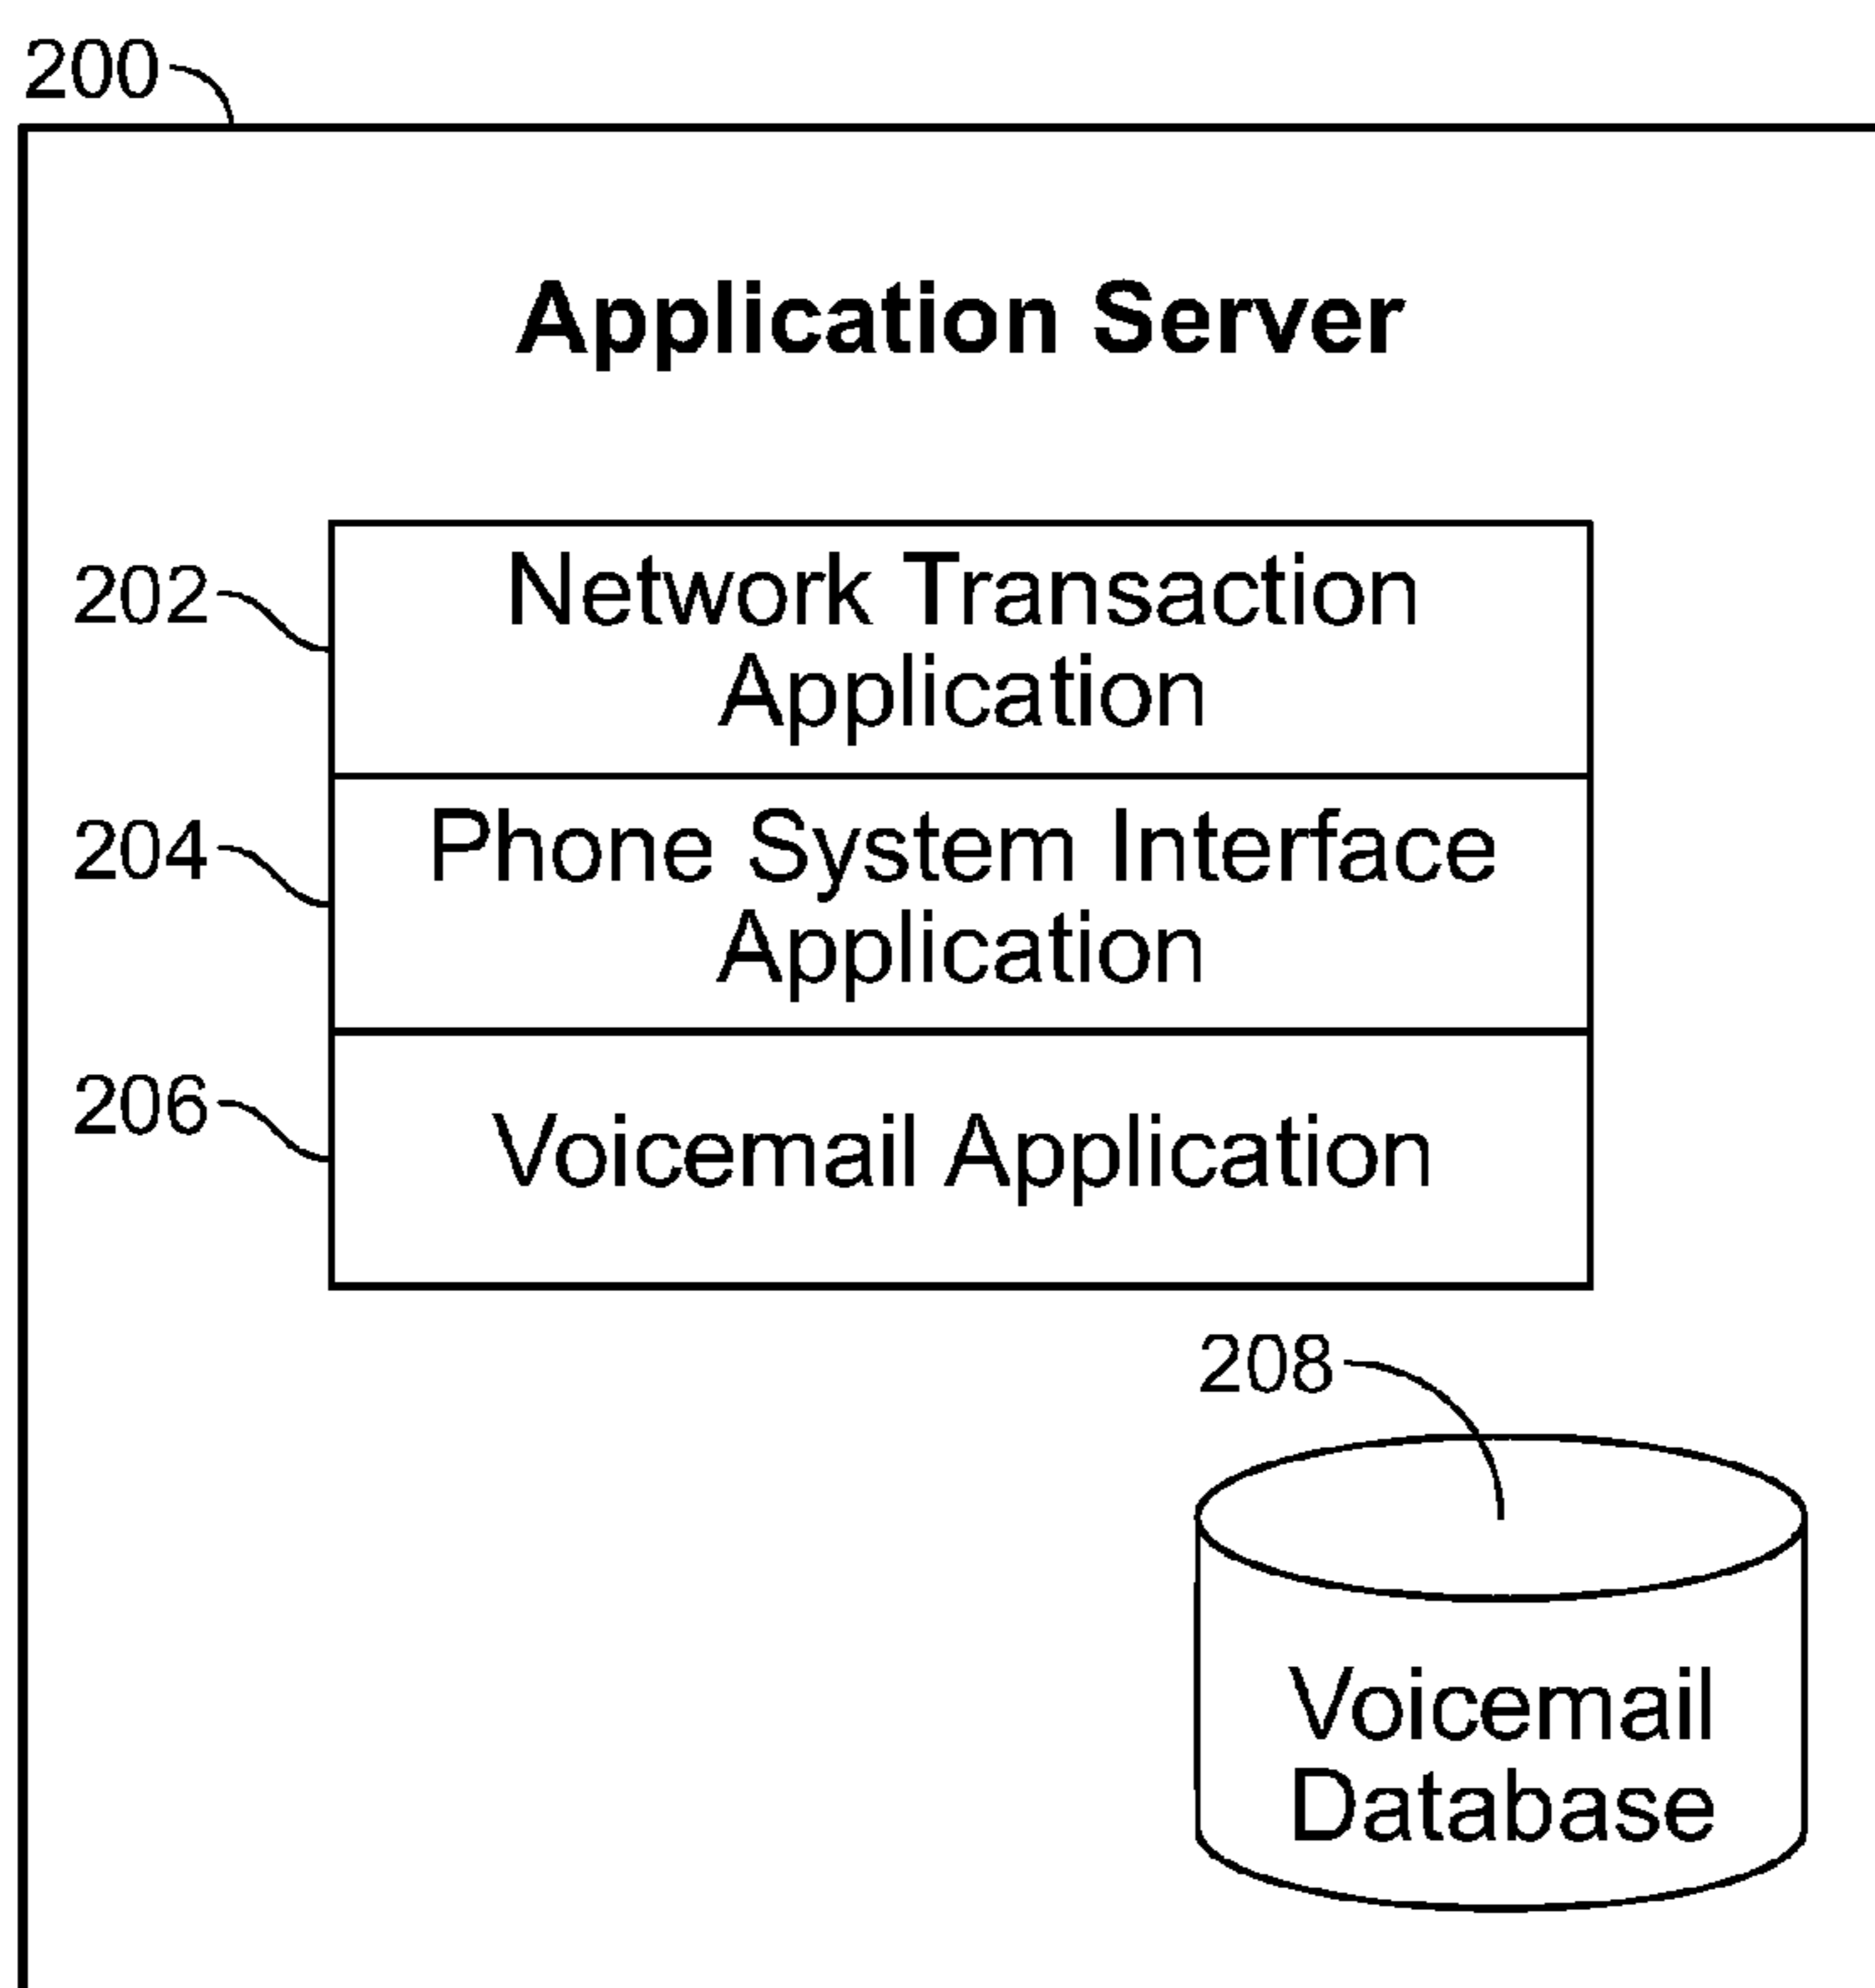 200
Application Server
202
Network Transaction
Application
204
Phone System Interface
Application
206
Voicemail Application
208
Voicemail
Database